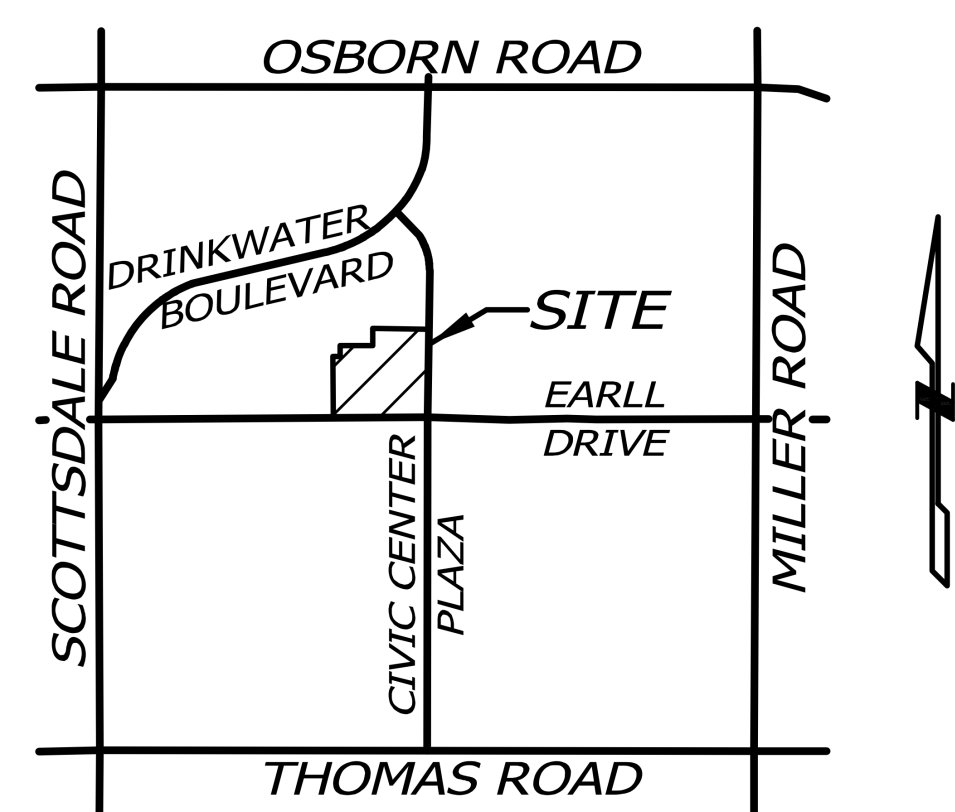 OSBORN ROAD
SCOTTSDALE ROAD
DRINKWATER
BOULEVARD
SITE
MILLER ROAD
EARLL
DRIVE
CIVIC CENTER
PLAZA
THOMAS ROAD
N